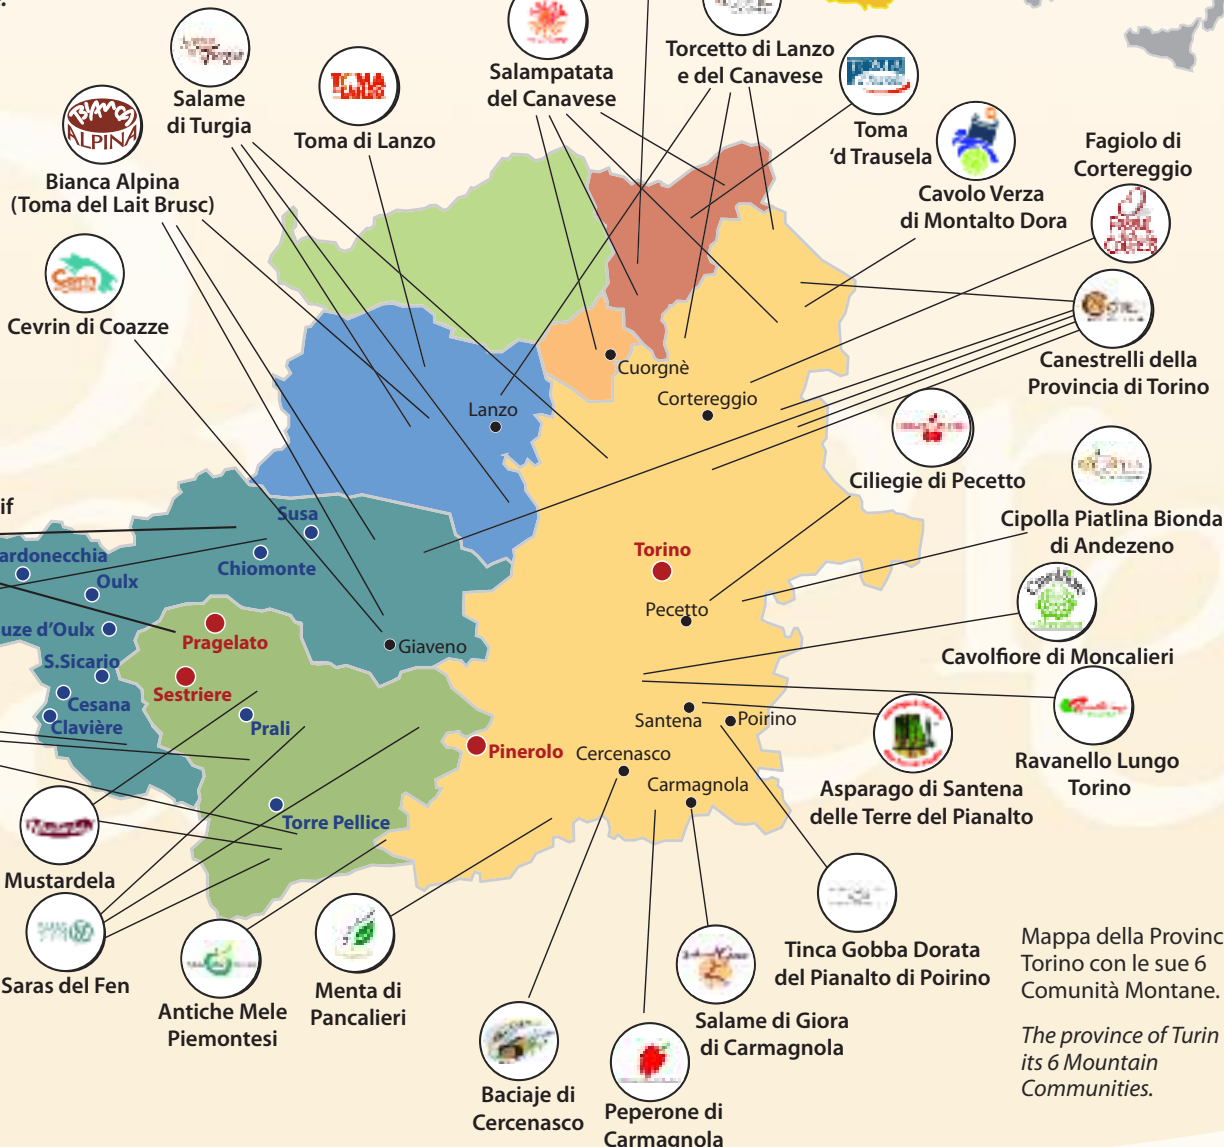 Salame
di Turgia
TOMA
LANZO
Toma di Lanzo
Salampatata
del Canavese
Torcetto di Lanzo
e del Canavese
Toma
‘d Trausela
Cavolo Verza
di Montalto Dora
Fagiolo di
Cortereggio
BIANCA
ALPINA
Bianca Alpina
(Toma del Lait Brusc)
Cevrin di Coazze
Canestrelli della
Provincia di Torino
Cuorgnè
Cortereggio
Lanzo
Ciliegie di Pecetto
Cipolla Piatlina Bionda
di Andezeno
if
Susa
ardonecchia
Chiomonte
Oulx
Torino
Pecetto
uze d’Oulx
Pragelato
Giaveno
S.Sicario
Sestriere
Cesana
Clavière
Prali
Cavolfiore di Moncalieri
Santena
Poirino
Pinerolo
Cercenasco
Carmagnola
Ravanello Lungo
Torino
Asparago di Santena
delle Terre del Pianalto
Torre Pellice
Mustardela
Saras del Fen
Antiche Mele
Piemontesi
Menta di
Pancalieri
Tinca Gobba Dorata
del Pianalto di Poirino
Salame di Giora
di Carmagnola
Baciaje di
Cercenasco
Peperone di
Carmagnola
Mappa della Provinc
Torino con le sue 6
Comunità Montane.
The province of Turin
its 6 Mountain
Communities.